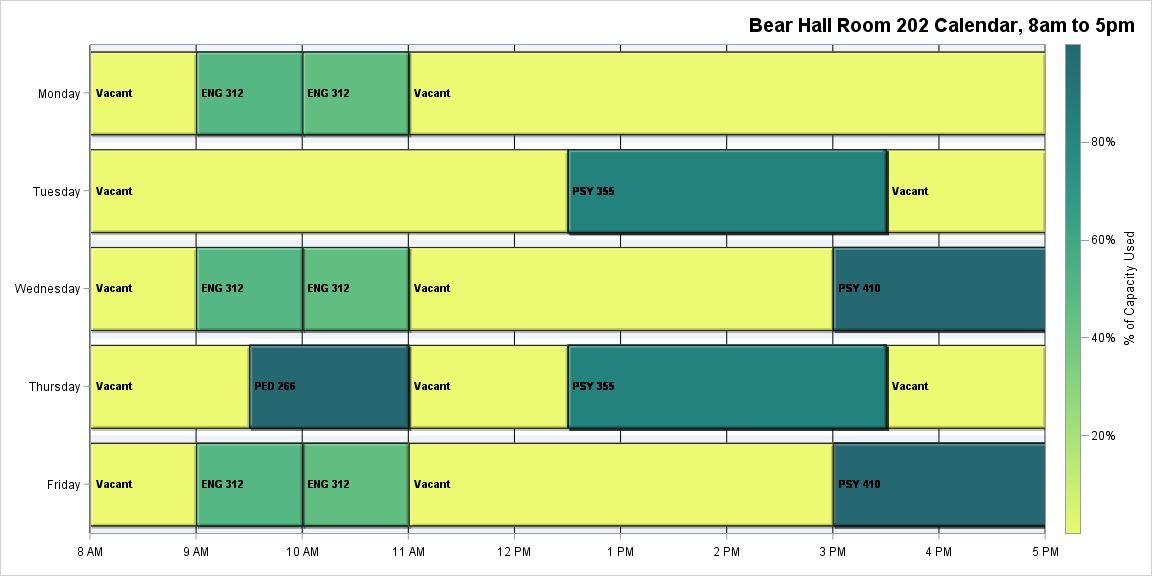 Bear Hall Room 202 Calendar, 8am to 5pm
Monday
Vacant
ENG 312
ENG 312
Vacant
Tuesday
Vacant
PSY 355
Vacant
Wednesday
Vacant
ENG 312
ENG 312
Vacant
PSY 410
Thursday
Vacant
PED 266
Vacant
PSY 355
Vacant
Friday
Vacant
ENG 312
ENG 312
Vacant
PSY 410
8 AM
9 AM
10 AM
11 AM
12 PM
1 PM
2 PM
3 PM
4 PM
5 PM
80%
60%
40%
20%
% of Capacity Used